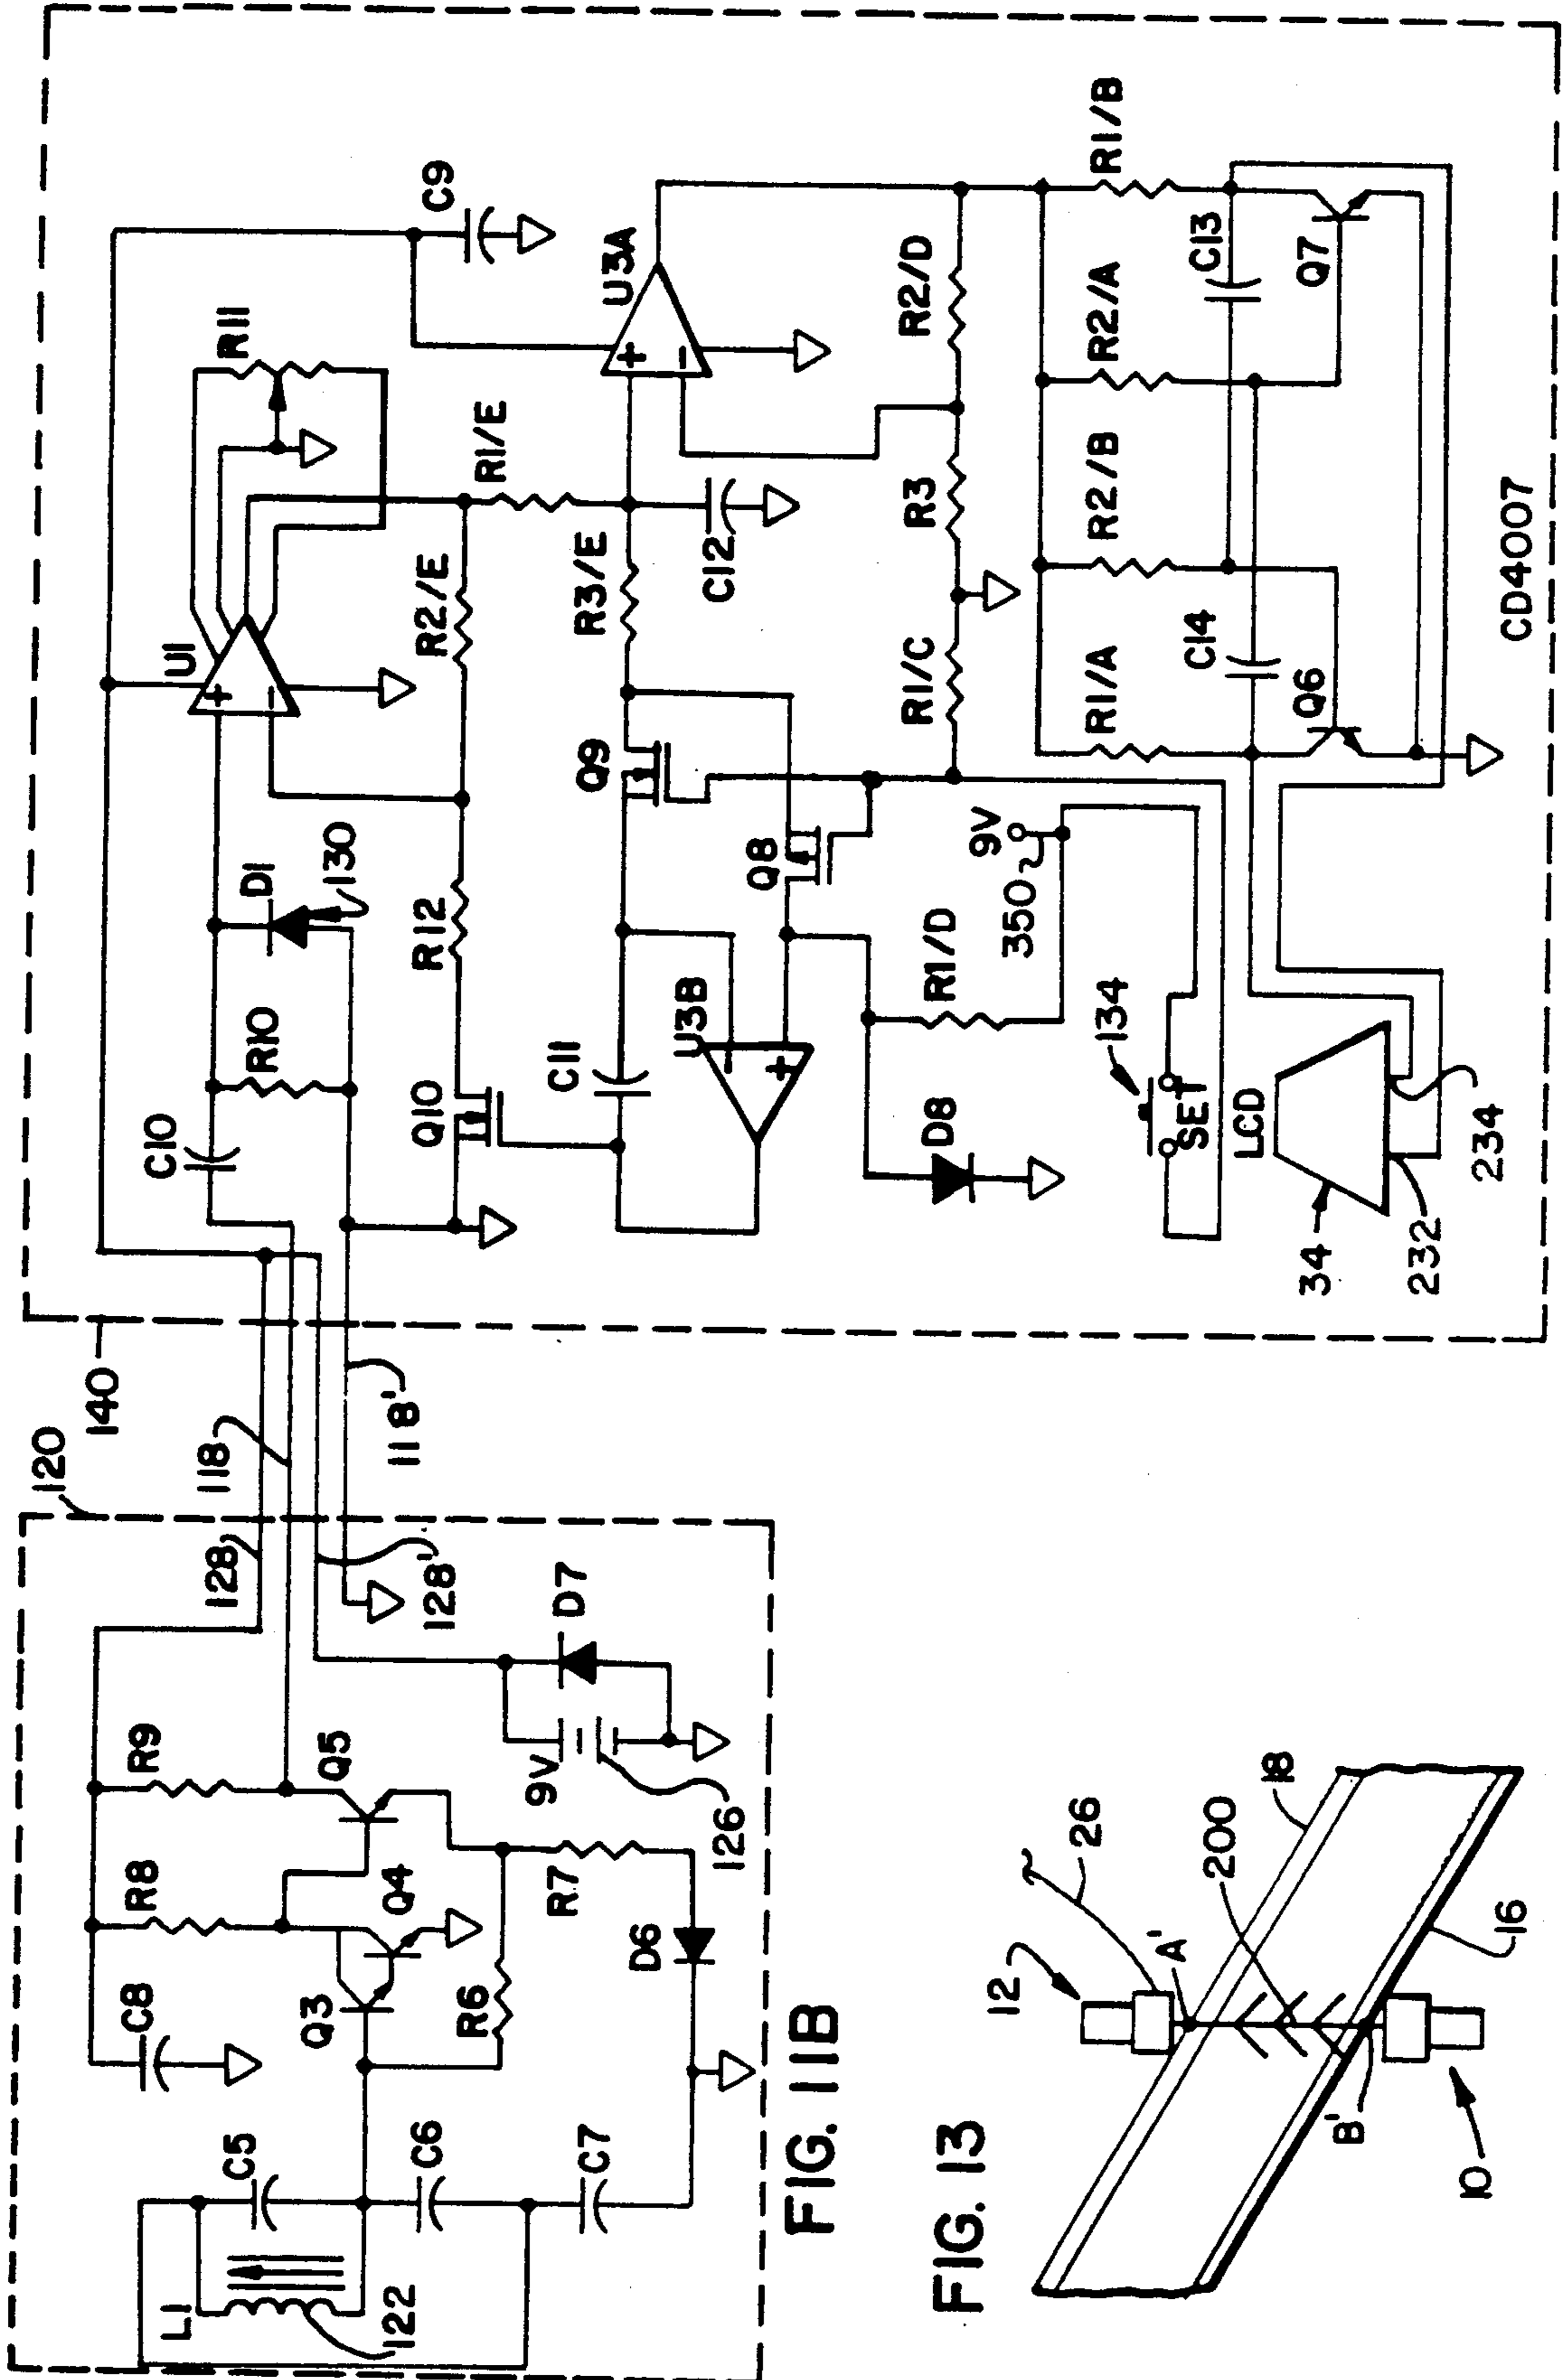 120
140
L1
122
C5
C6
C7
C8
Q3
Q4
R8
R9
Q5
R6
R7
D6
9V
126
D7
128
118
128'
118'
C10
R10
D1
130
U1
+
−
R11
C9
Q10
R12
R2/E
R1/E
C11
Q9
R3/E
C12
U3A
+
−
U3B
−
+
Q8
R1/C
R3
R2/D
D8
R1/D
9V
350
134
SET
LCD
34
232
234
R1/A
R2/B
R2/A
R1/B
C14
C13
Q6
Q7
CD4007
FIG. 11B
FIG. 13
12
26
A'
200
18
B'
10
16